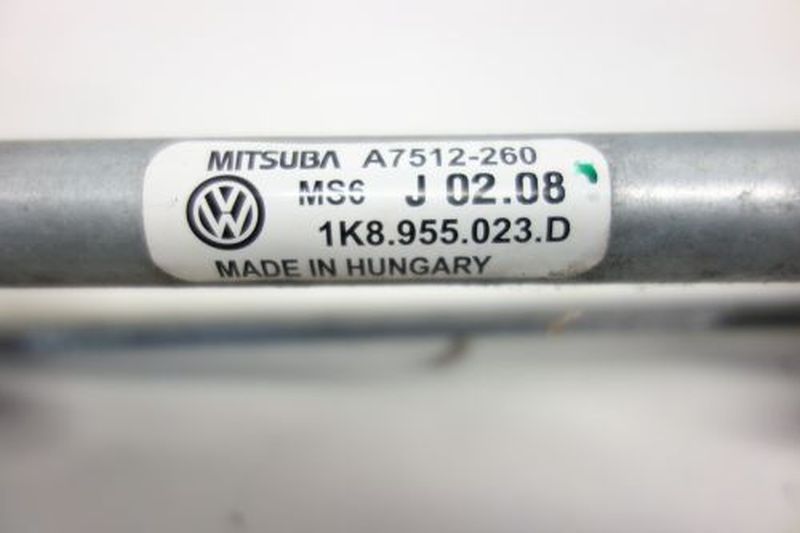 MITSUBA A7512-260
MS6 J 02.08
1K8.955.023.D
MADE IN HUNGARY